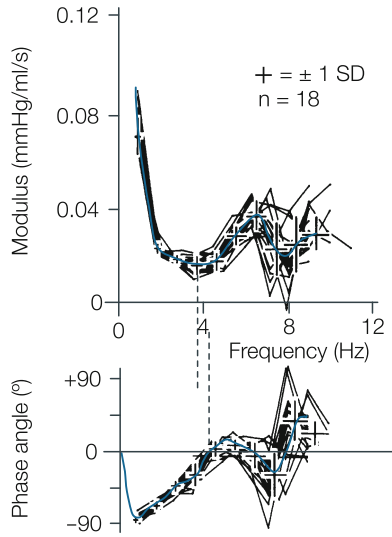 0.12
0.08
0.04
0
Modulus (mmHg/ml/s)
+ = ± 1 SD
n = 18
0 4 8 12
Frequency (Hz)
+90
0
−90
Phase angle (º)